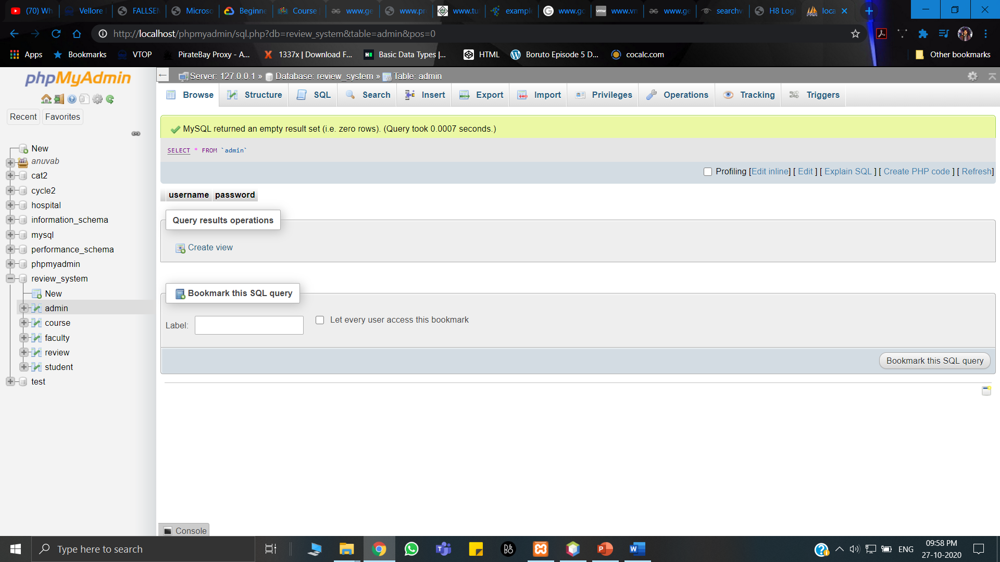 (70) Wh Vellore FALLSEM Microso Beginne Course www.ge www.pr www.tu exampl www.go www.vm www.ge searchv H8 Logi loca
http://localhost/phpmyadmin/sql.php?db=review_system&table=admin&pos=0
Apps Bookmarks VTOP PirateBay Proxy - A... 1337x | Download F... Basic Data Types |... HTML Boruto Episode 5 D... cocalc.com Other bookmarks
phpMyAdmin
Server: 127.0.0.1 » Database: review_system » Table: admin
Browse Structure SQL Search Insert Export Import Privileges Operations Tracking Triggers
Recent Favorites
MySQL returned an empty result set (i.e. zero rows). (Query took 0.0007 seconds.)
SELECT * FROM `admin`
Profiling [Edit inline] [ Edit ] [ Explain SQL ] [ Create PHP code ] [ Refresh]
username password
Query results operations
Create view
Bookmark this SQL query
Label:
Let every user access this bookmark
Bookmark this SQL query
New
anuvab
cat2
cycle2
hospital
information_schema
mysql
performance_schema
phpmyadmin
review_system
New
admin
course
faculty
review
student
test
Console
Type here to search
ENG
09:58 PM
27-10-2020